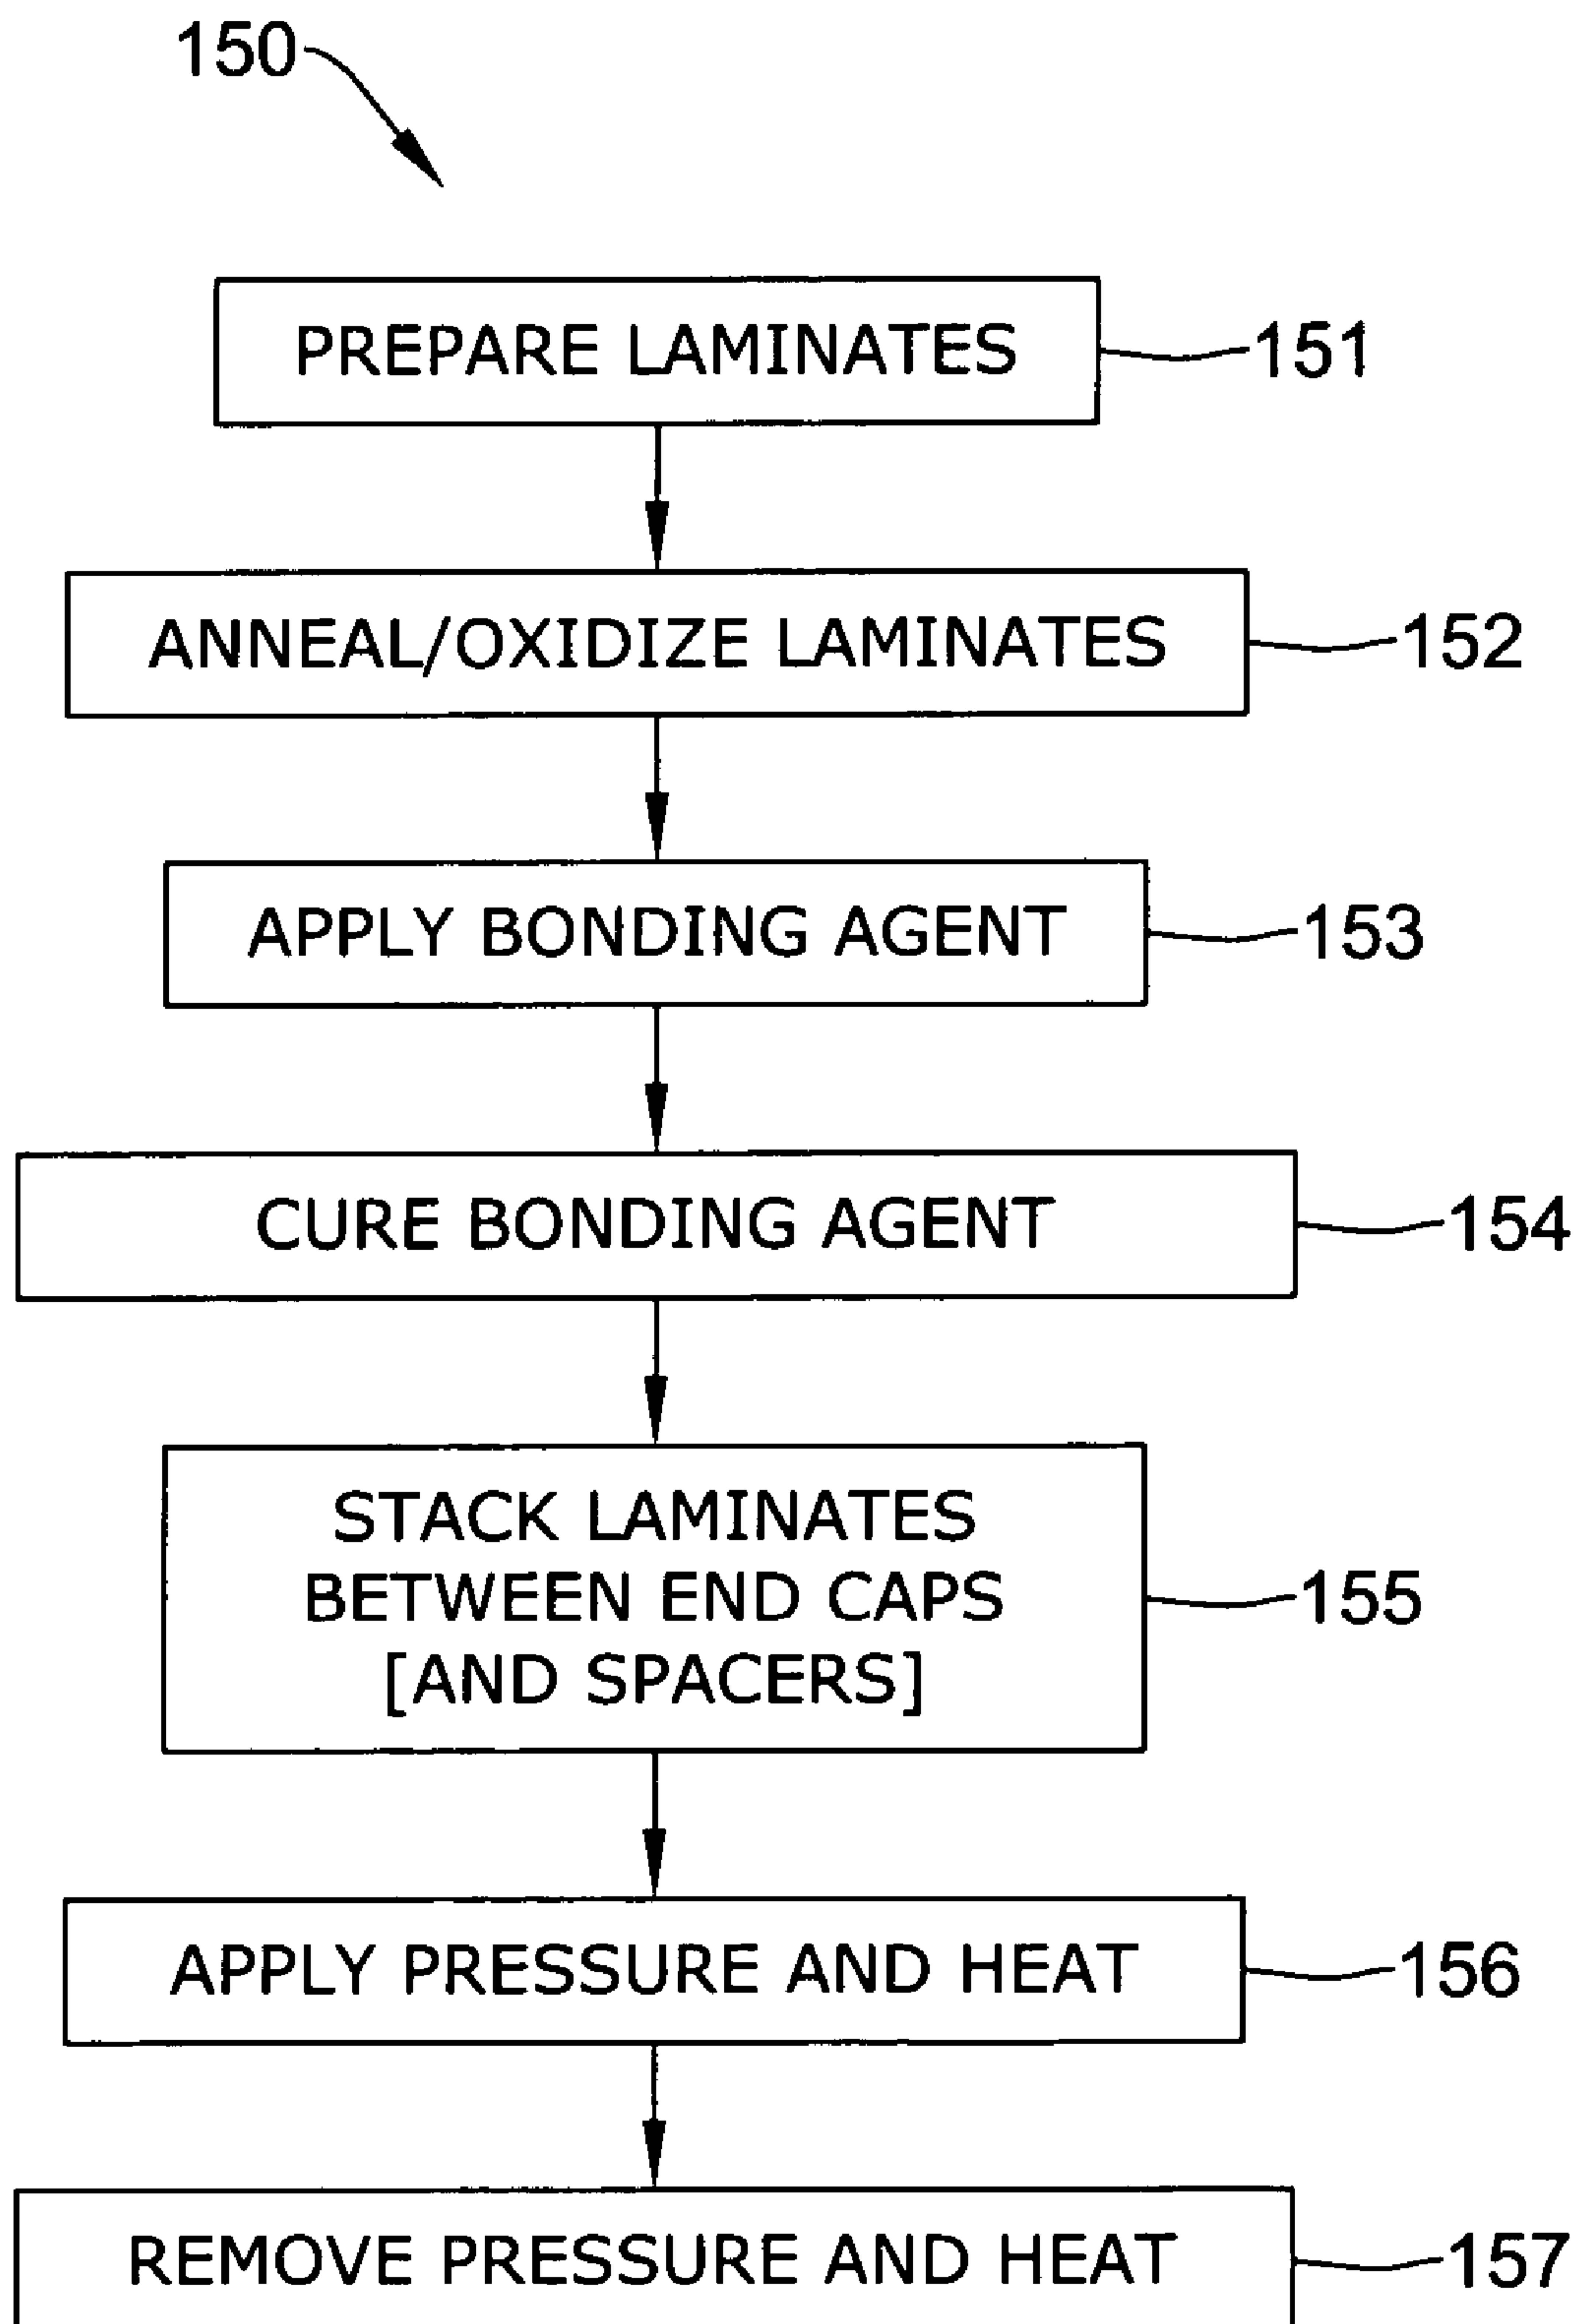 150
PREPARE LAMINATES
151
ANNEAL/OXIDIZE LAMINATES
152
APPLY BONDING AGENT
153
CURE BONDING AGENT
154
STACK LAMINATES
BETWEEN END CAPS
[AND SPACERS]
155
APPLY PRESSURE AND HEAT
156
REMOVE PRESSURE AND HEAT
157